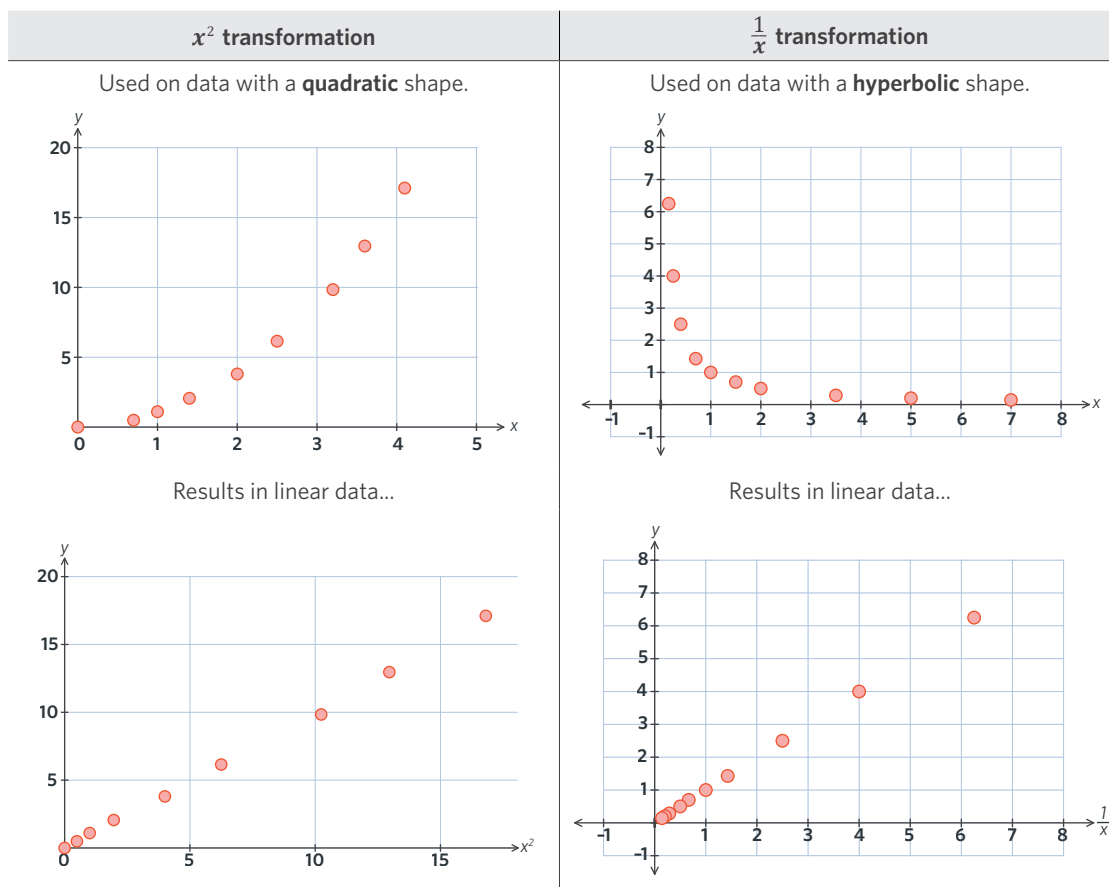 x² transformation
1/x transformation
Used on data with a quadratic shape.
Used on data with a hyperbolic shape.
y
20
15
10
5
0 1 2 3 4 5
x
y
8
7
6
5
4
3
2
1
-1
-1 1 2 3 4 5 6 7 8
x
Results in linear data...
Results in linear data...
y
20
15
10
5
0 5 10 15
x²
y
8
7
6
5
4
3
2
1
-1
-1 1 2 3 4 5 6 7 8
1/x